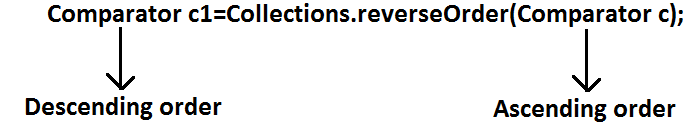 Comparator c1=Collections.reverseOrder(Comparator c);
Descending order
Ascending order